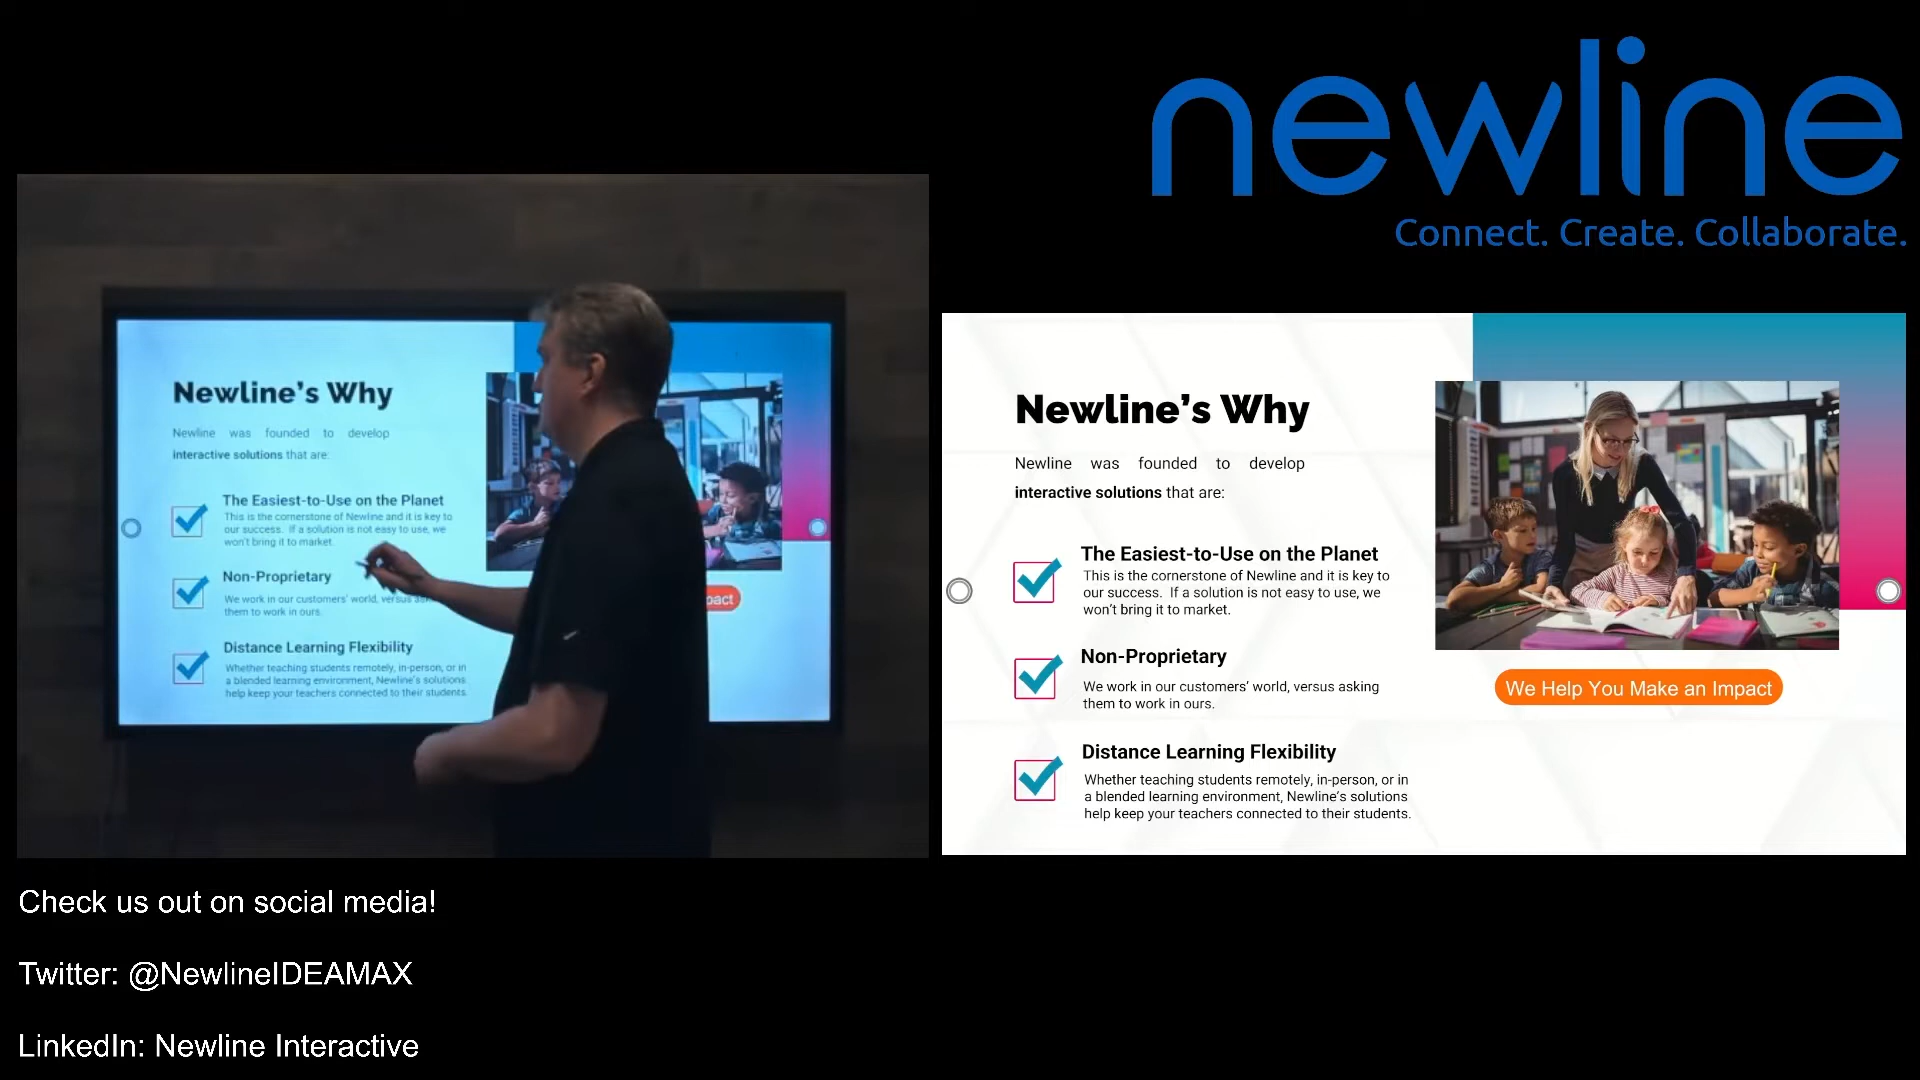 newline
Connect. Create. Collaborate.
Newline's Why
Newline was founded to develop
interactive solutions that are:
The Easiest-to-Use on the Planet
This is the cornerstone of Newline and it is key to
our success. If a solution is not easy to use, we
won't bring it to market.
Non-Proprietary
We work in our customers' world, versus as
them to work in ours.
Distance Learning Flexibility
Whether teaching students remotely, in-person, or in
a blended learning environment, Newline's solutions
help keep your teachers connected to their students.
pact
Newline's Why
Newline was founded to develop
interactive solutions that are:
The Easiest-to-Use on the Planet
This is the cornerstone of Newline and it is key to
our success. If a solution is not easy to use, we
won't bring it to market.
Non-Proprietary
We work in our customers' world, versus asking
them to work in ours.
Distance Learning Flexibility
Whether teaching students remotely, in-person, or in
a blended learning environment, Newline's solutions
help keep your teachers connected to their students.
We Help You Make an Impact
Check us out on social media!
Twitter: @NewlineIDEAMAX
LinkedIn: Newline Interactive